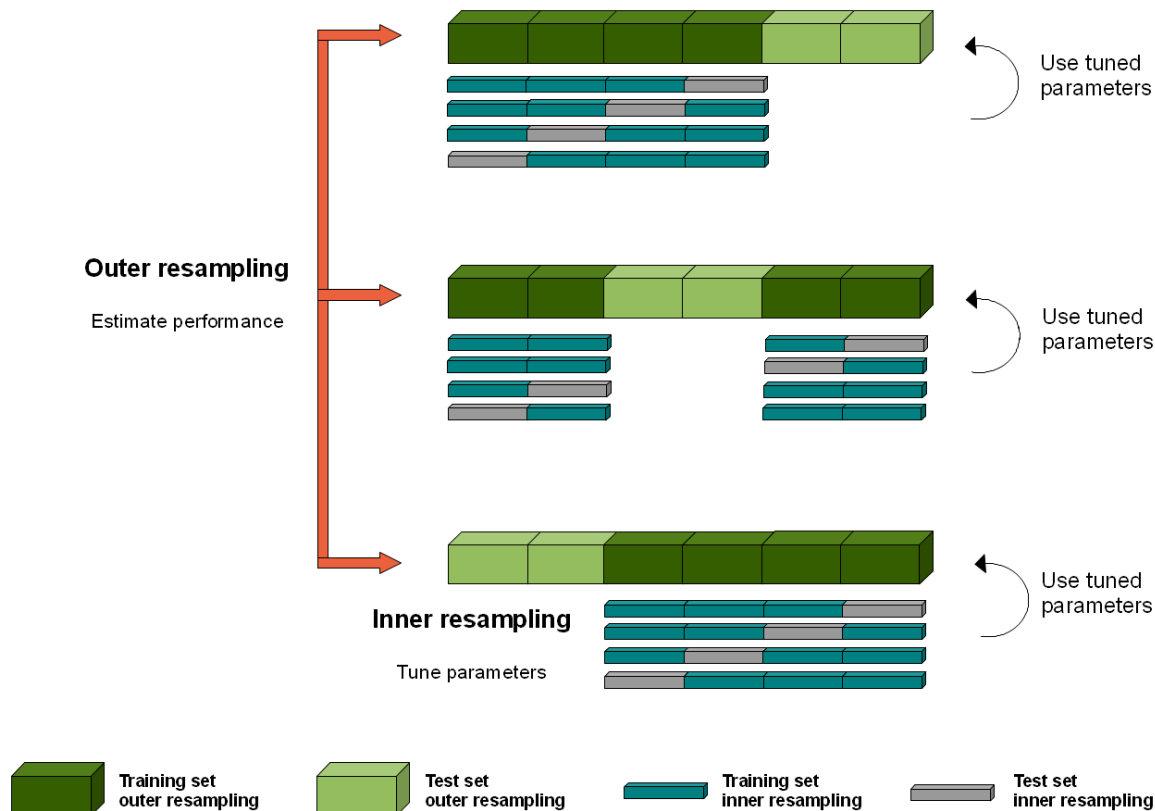 Use tuned
parameters
Outer resampling
Estimate performance
Use tuned
parameters
Inner resampling
Tune parameters
Use tuned
parameters
Training set
outer resampling
Test set
outer resampling
Training set
inner resampling
Test set
inner resampling